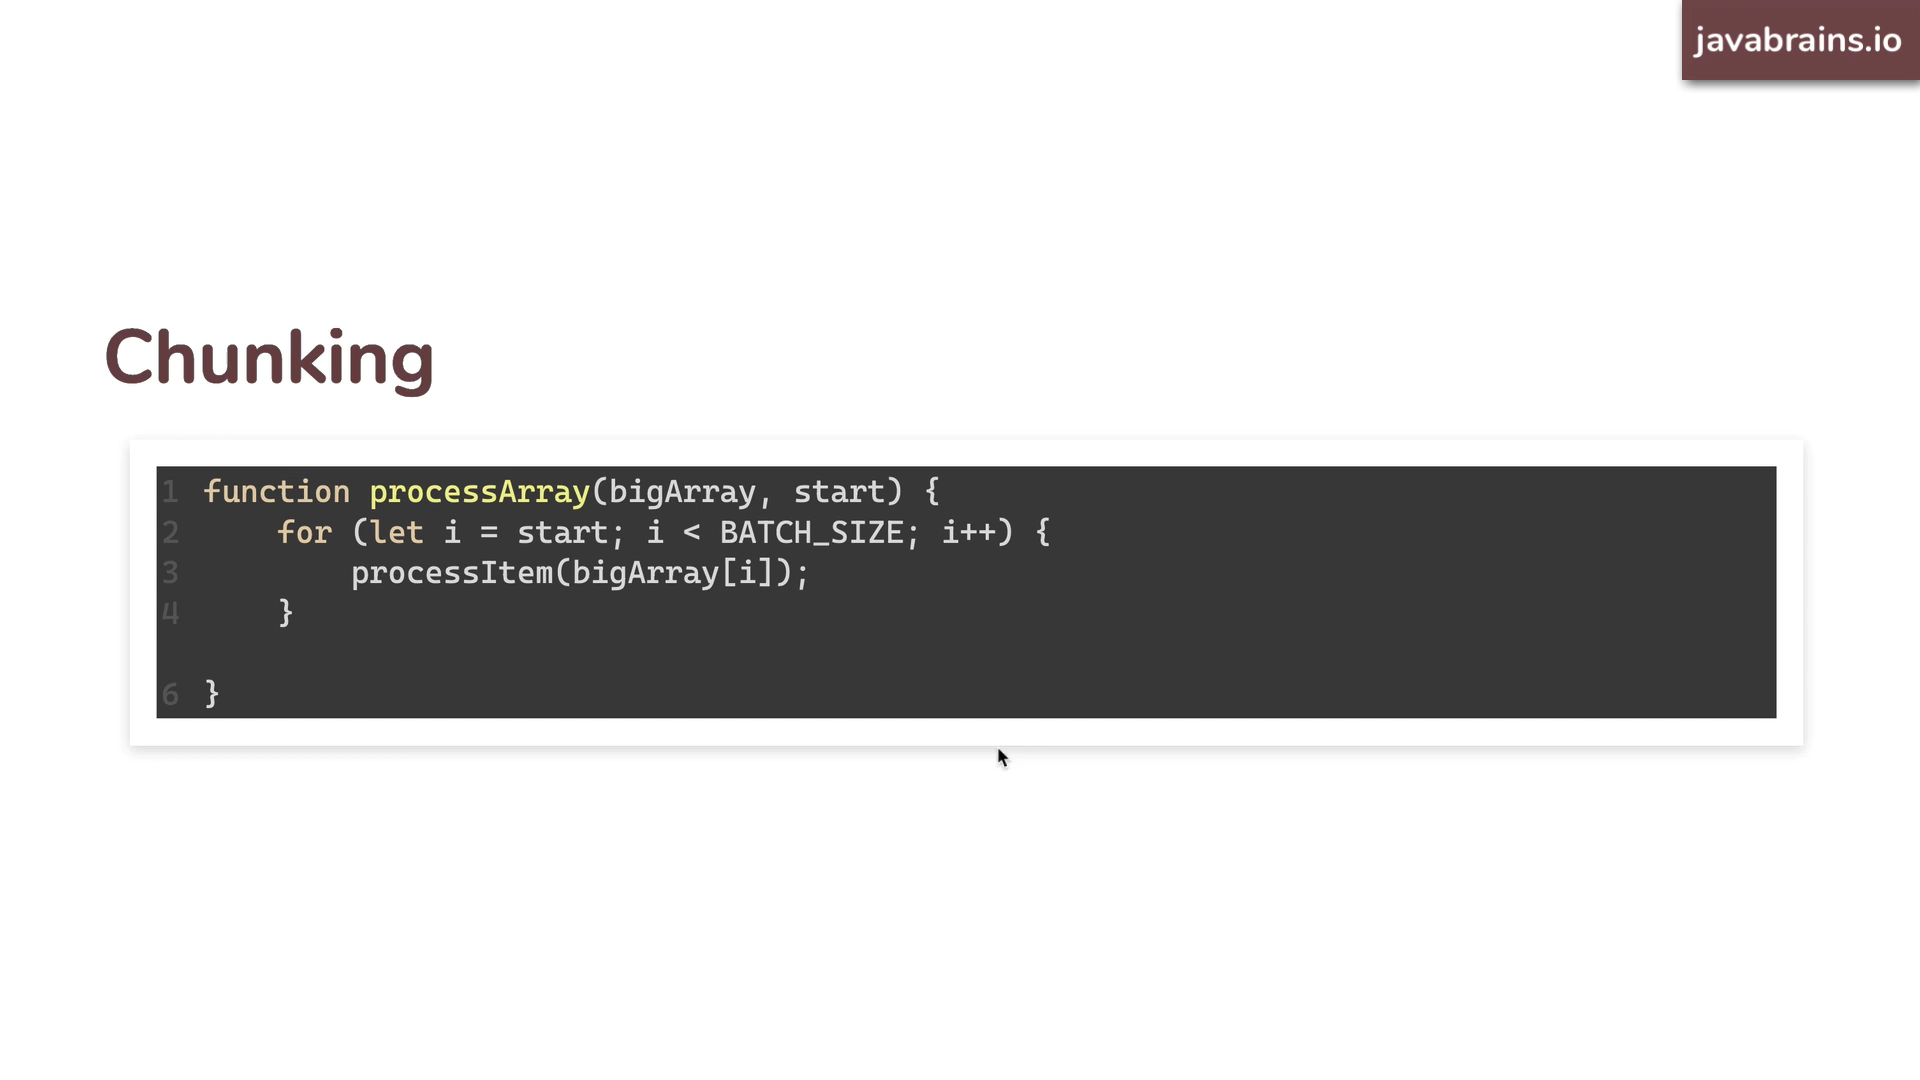 javabrains.io
Chunking
1 function processArray(bigArray, start) {
2     for (let i = start; i < BATCH_SIZE; i++) {
3         processItem(bigArray[i]);
4     }
6 }